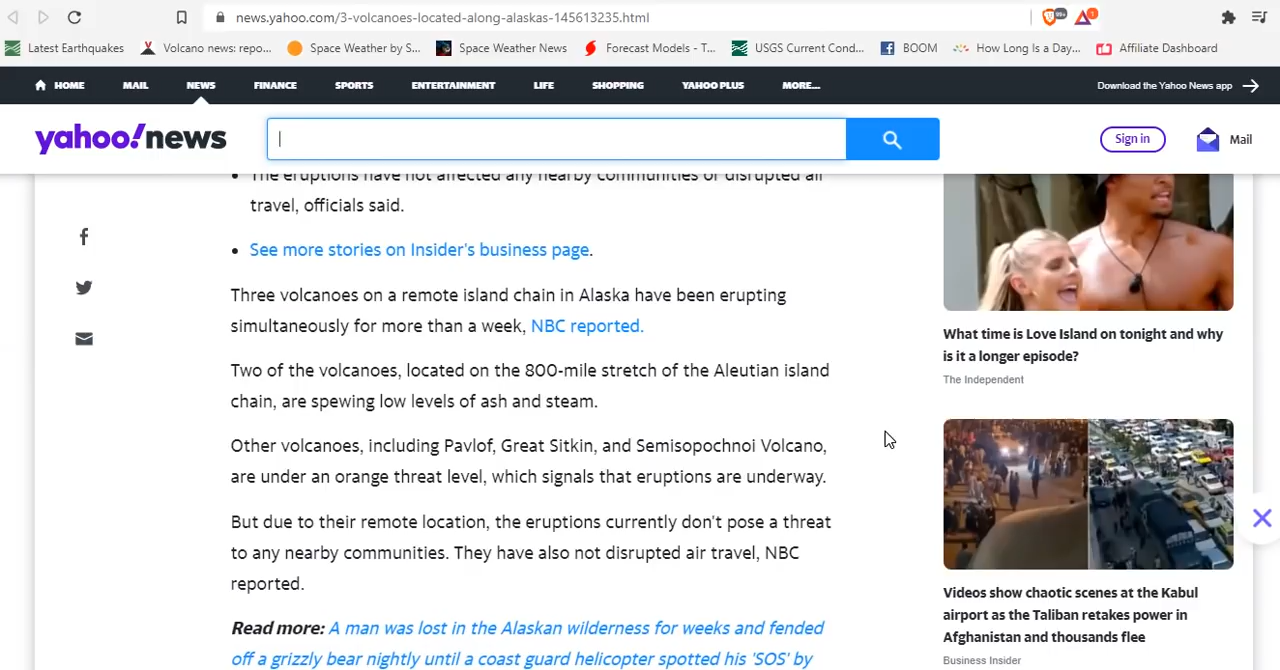 news.yahoo.com/3-volcanoes-located-along-alaskas-145613235.html
99+
1
Latest Earthquakes
Volcano news: repo...
Space Weather by S...
Space Weather News
Forecast Models - T...
USGS Current Cond...
BOOM
How Long Is a Day...
Affiliate Dashboard
HOME
MAIL
NEWS
FINANCE
SPORTS
ENTERTAINMENT
LIFE
SHOPPING
YAHOO PLUS
MORE...
Download the Yahoo News app
yahoo!news
Sign in
Mail
The eruptions have not affected any nearby communities or disrupted air
travel, officials said.
See more stories on Insider's business page.
Three volcanoes on a remote island chain in Alaska have been erupting
simultaneously for more than a week, NBC reported.
Two of the volcanoes, located on the 800-mile stretch of the Aleutian island
chain, are spewing low levels of ash and steam.
Other volcanoes, including Pavlof, Great Sitkin, and Semisopochnoi Volcano,
are under an orange threat level, which signals that eruptions are underway.
But due to their remote location, the eruptions currently don't pose a threat
to any nearby communities. They have also not disrupted air travel, NBC
reported.
Read more: A man was lost in the Alaskan wilderness for weeks and fended
off a grizzly bear nightly until a coast guard helicopter spotted his 'SOS' by
What time is Love Island on tonight and why
is it a longer episode?
The Independent
Videos show chaotic scenes at the Kabul
airport as the Taliban retakes power in
Afghanistan and thousands flee
Business Insider